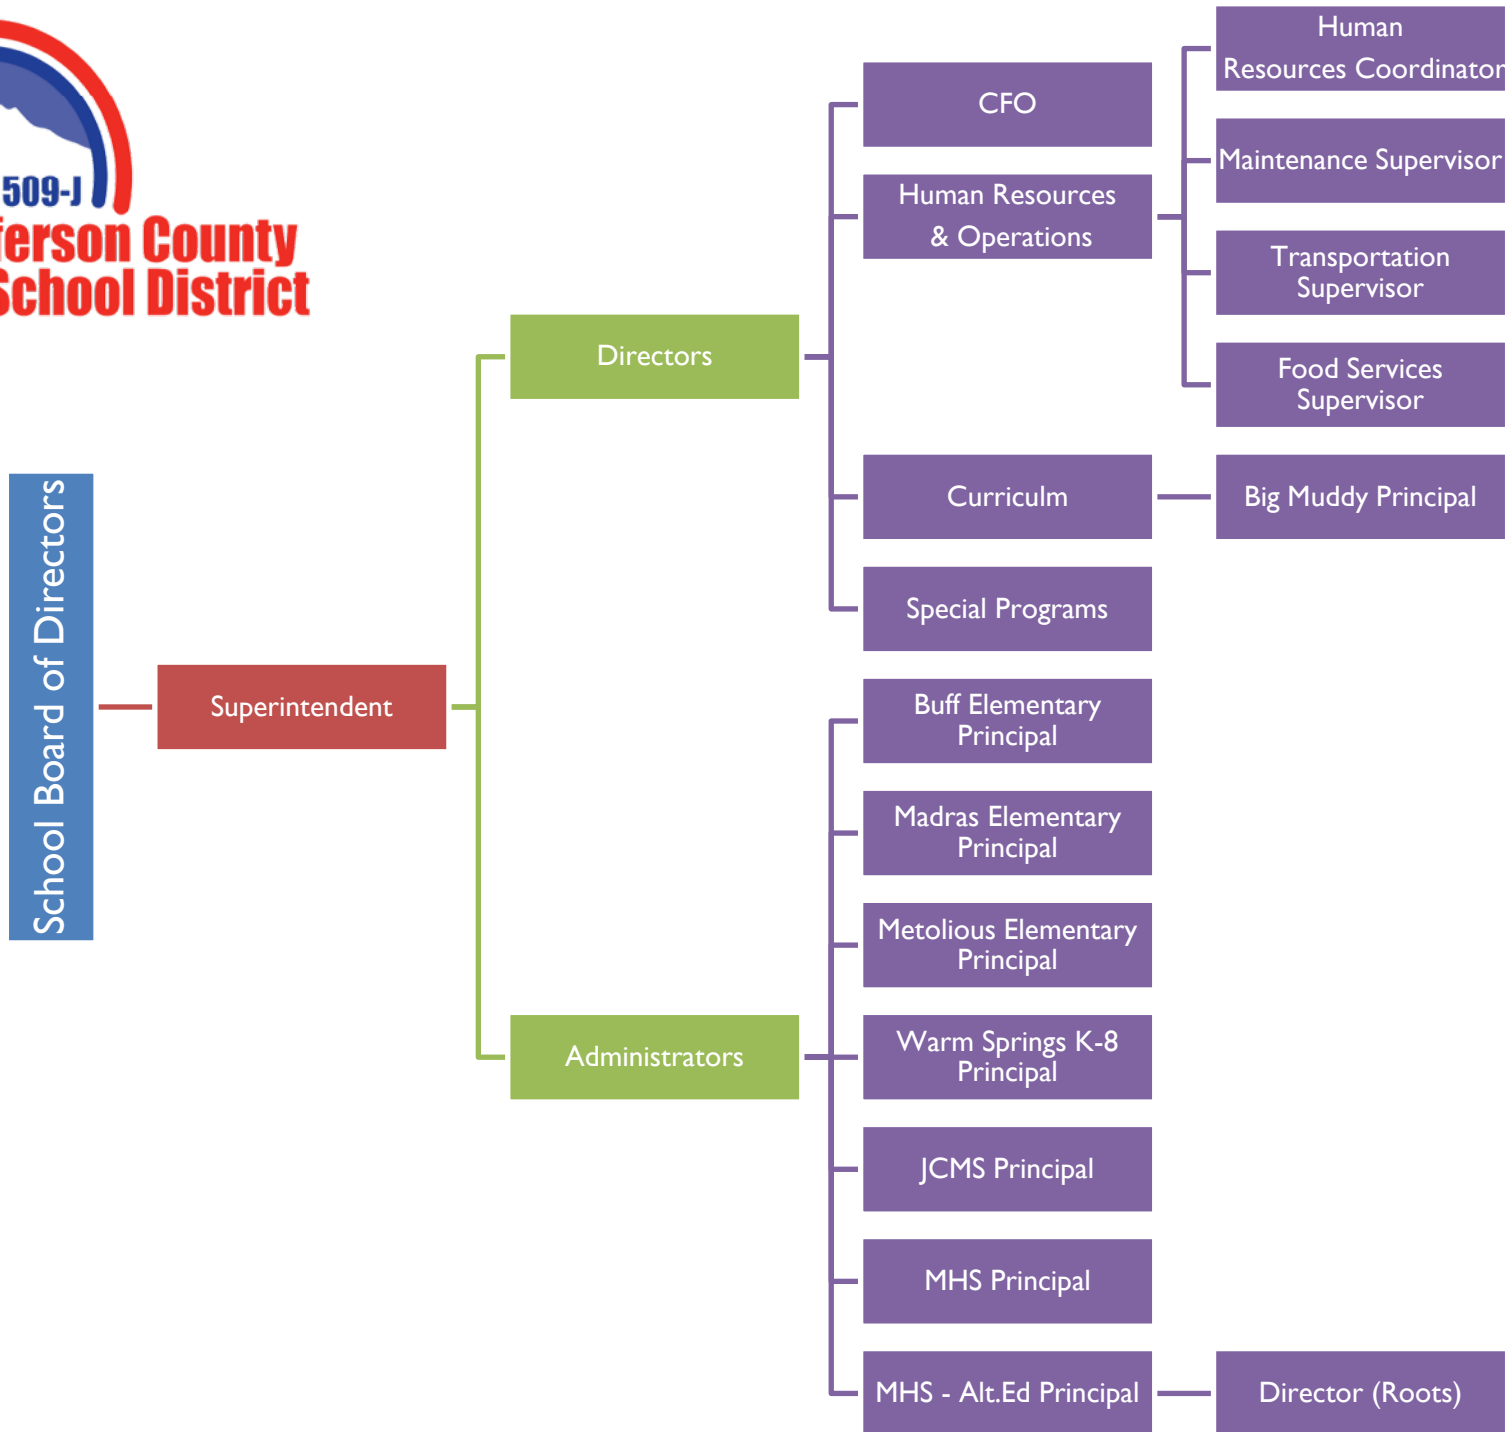 509-J
ferson County
School District
School Board of Directors
Superintendent
Directors
Administrators
CFO
Human Resources
& Operations
Human
Resources Coordinator
Maintenance Supervisor
Transportation
Supervisor
Food Services
Supervisor
Curriculm
Big Muddy Principal
Special Programs
Buff Elementary
Principal
Madras Elementary
Principal
Metolious Elementary
Principal
Warm Springs K-8
Principal
JCMS Principal
MHS Principal
MHS - Alt.Ed Principal
Director (Roots)